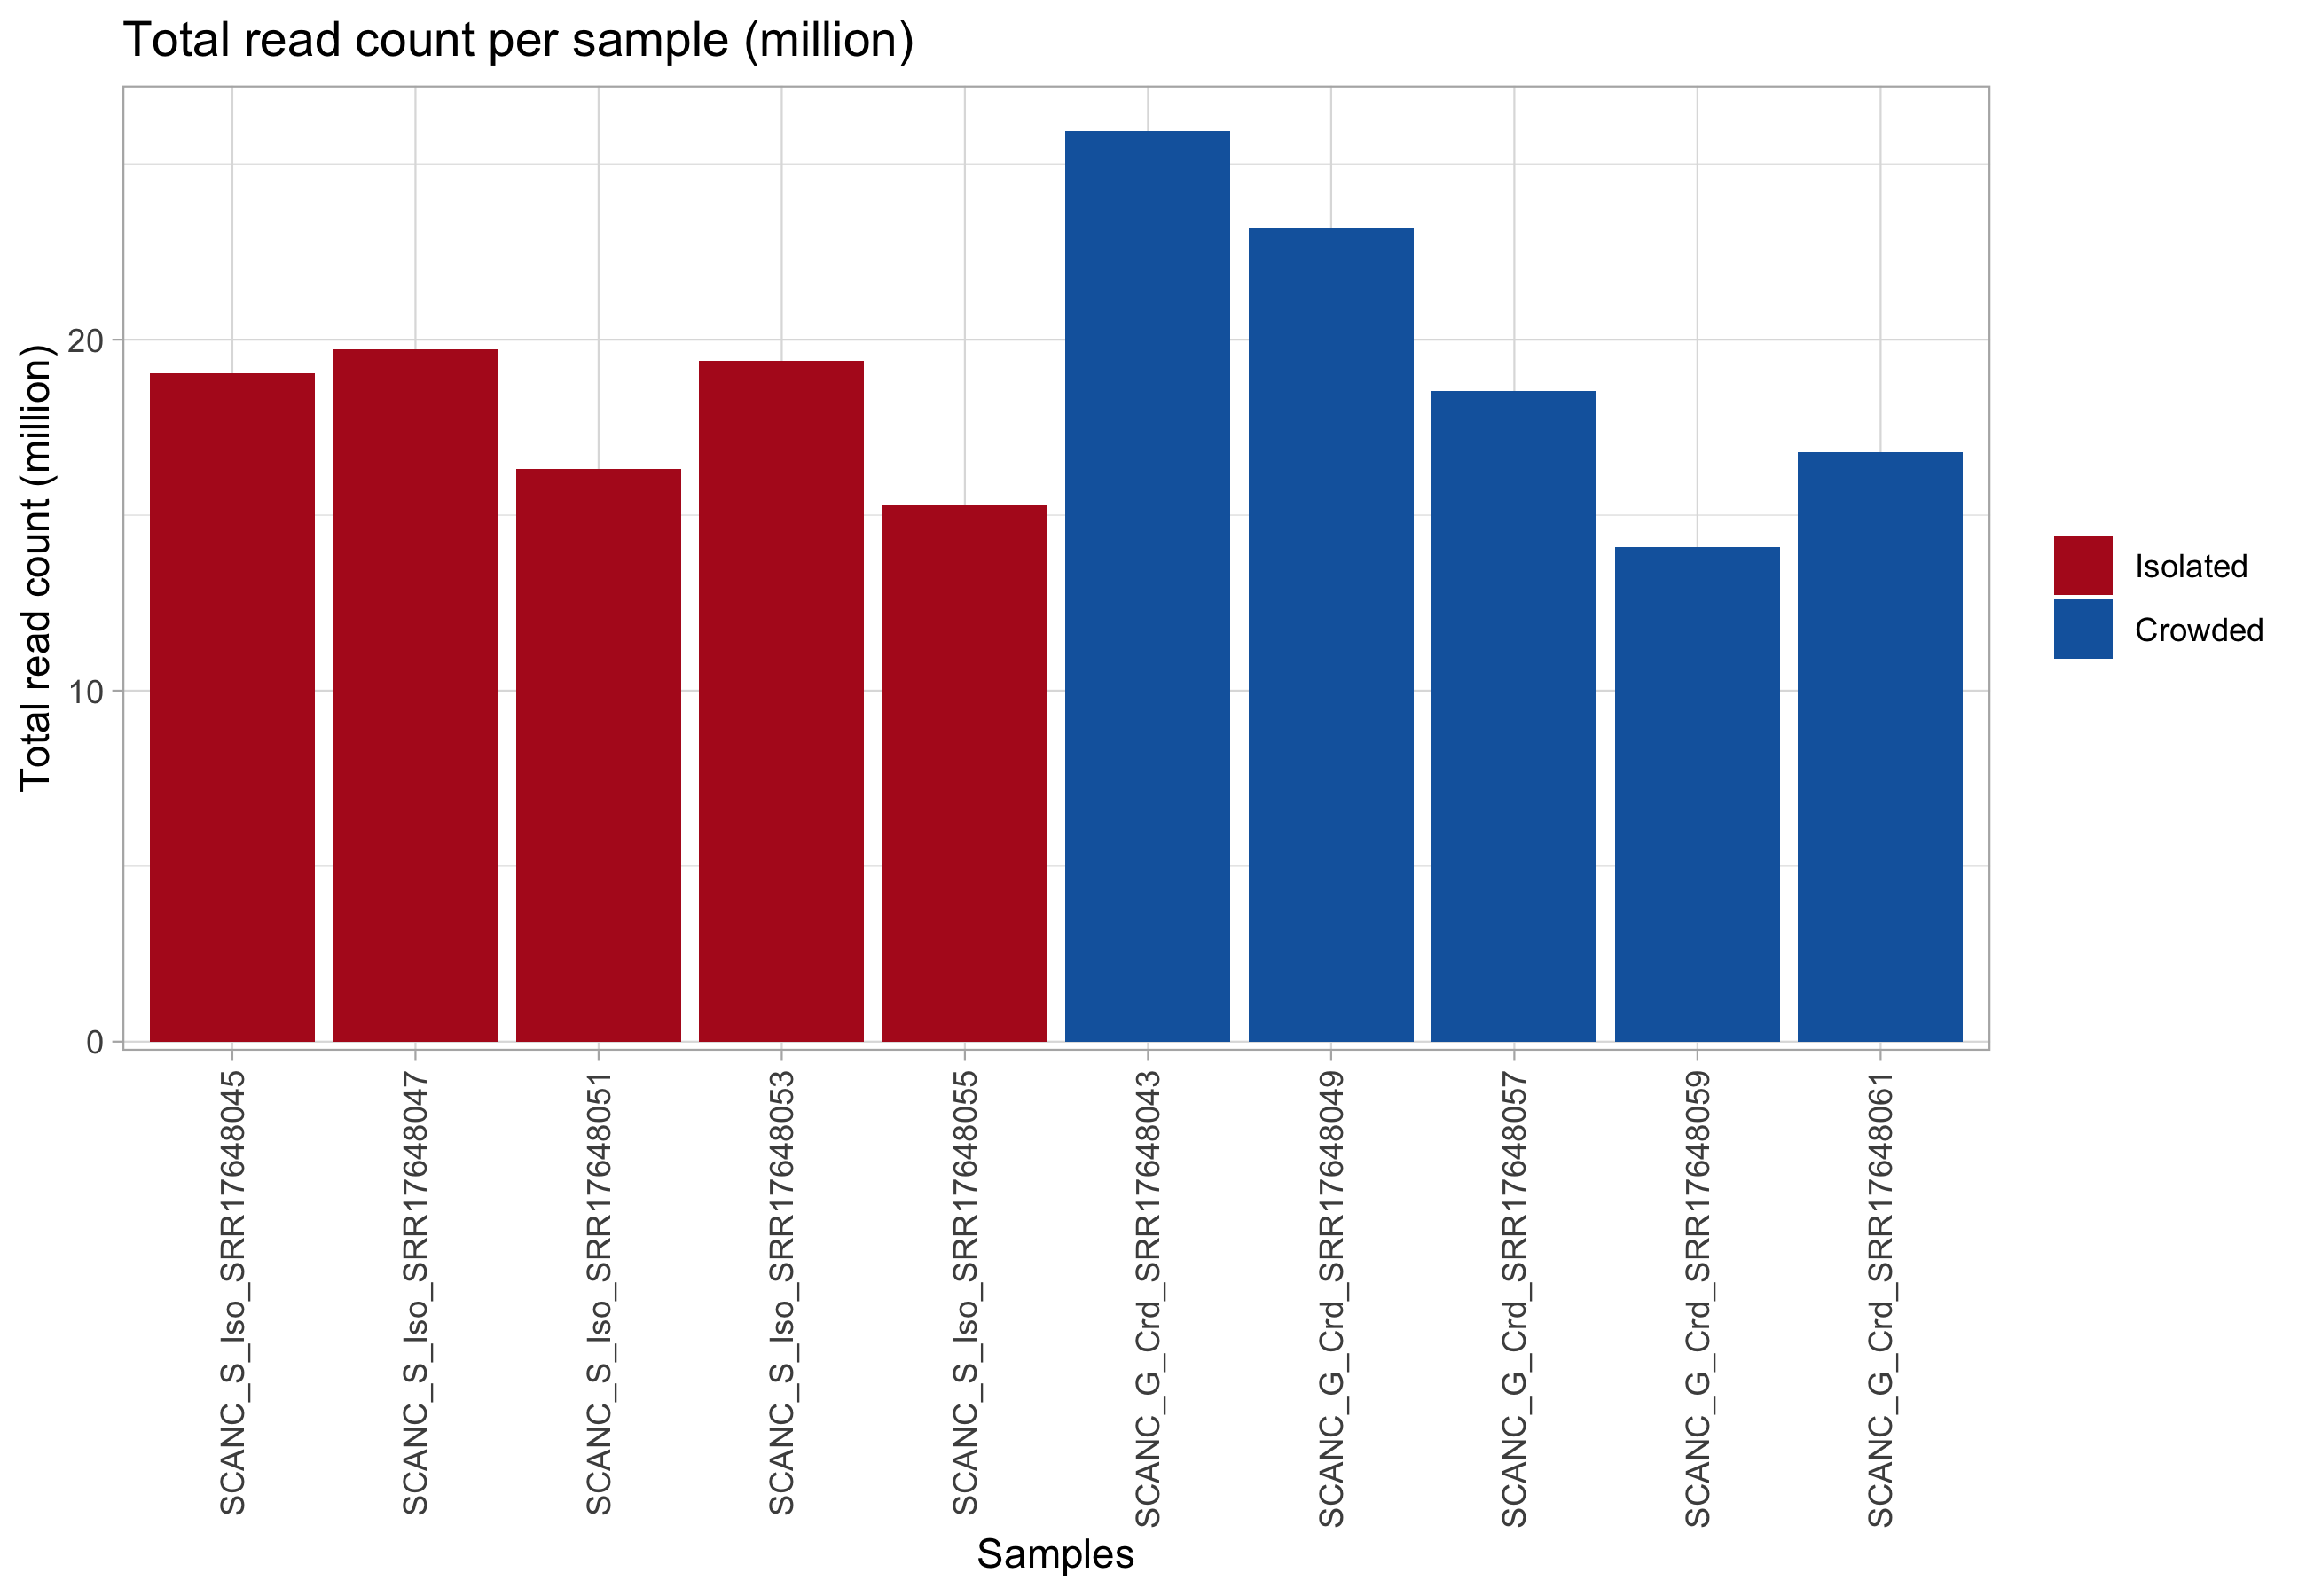 Total read count per sample (million)
Total read count (million)
20
10
0
SCANC_S_Iso_SRR17648045
SCANC_S_Iso_SRR17648047
SCANC_S_Iso_SRR17648051
SCANC_S_Iso_SRR17648053
SCANC_S_Iso_SRR17648055
SCANC_G_Crd_SRR17648043
SCANC_G_Crd_SRR17648049
SCANC_G_Crd_SRR17648057
SCANC_G_Crd_SRR17648059
SCANC_G_Crd_SRR17648061
Samples
Isolated
Crowded